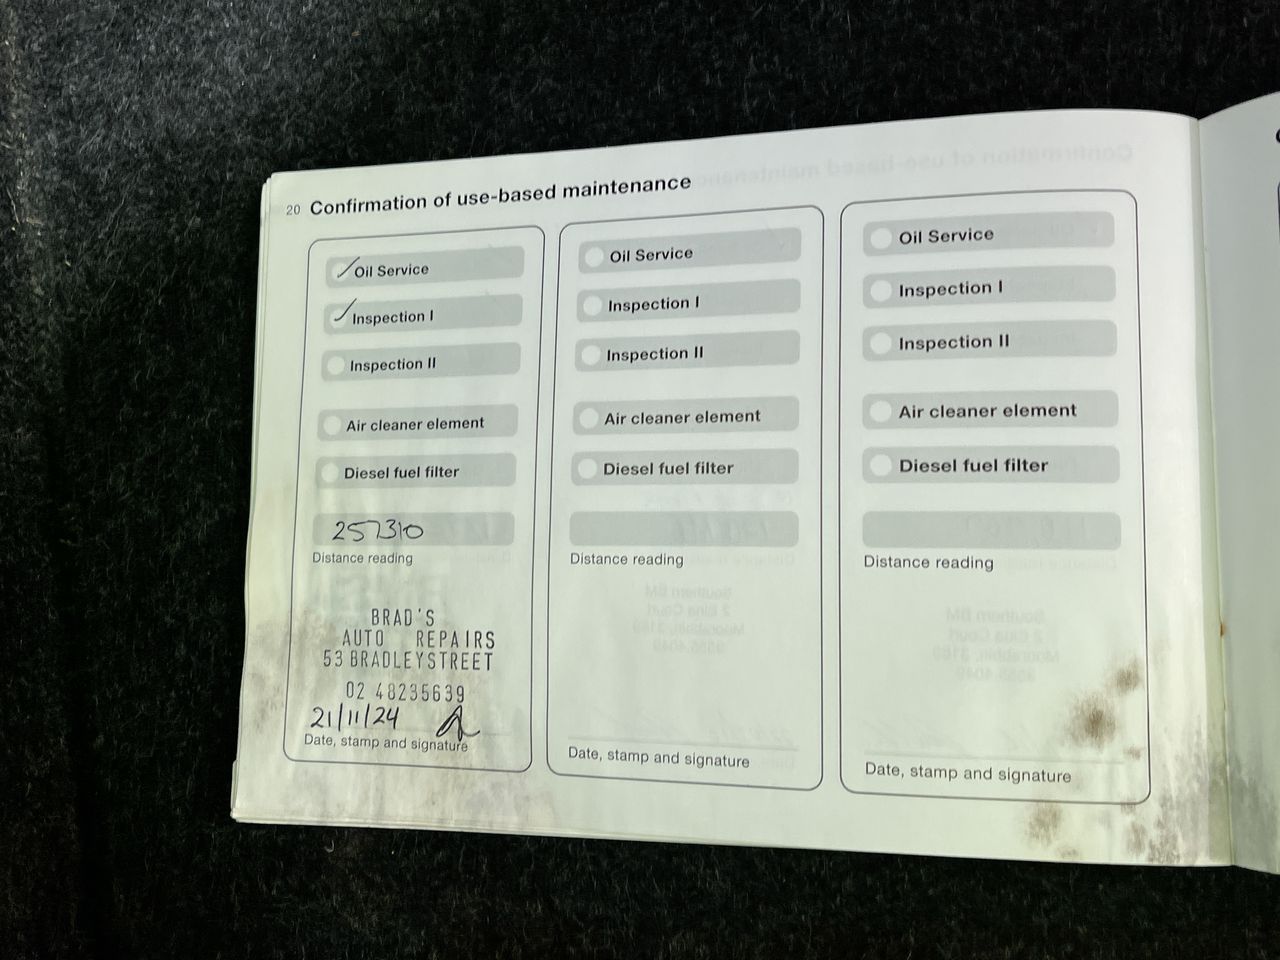 20 Confirmation of use-based maintenance
Oil Service
Inspection I
Inspection II
Air cleaner element
Diesel fuel filter
257310
Distance reading
BRAD'S
AUTO REPAIRS
53 BRADLEYSTREET
02 48235639
21/11/24
Date, stamp and signature
Oil Service
Inspection I
Inspection II
Air cleaner element
Diesel fuel filter
Distance reading
Date, stamp and signature
Oil Service
Inspection I
Inspection II
Air cleaner element
Diesel fuel filter
Distance reading
Date, stamp and signature